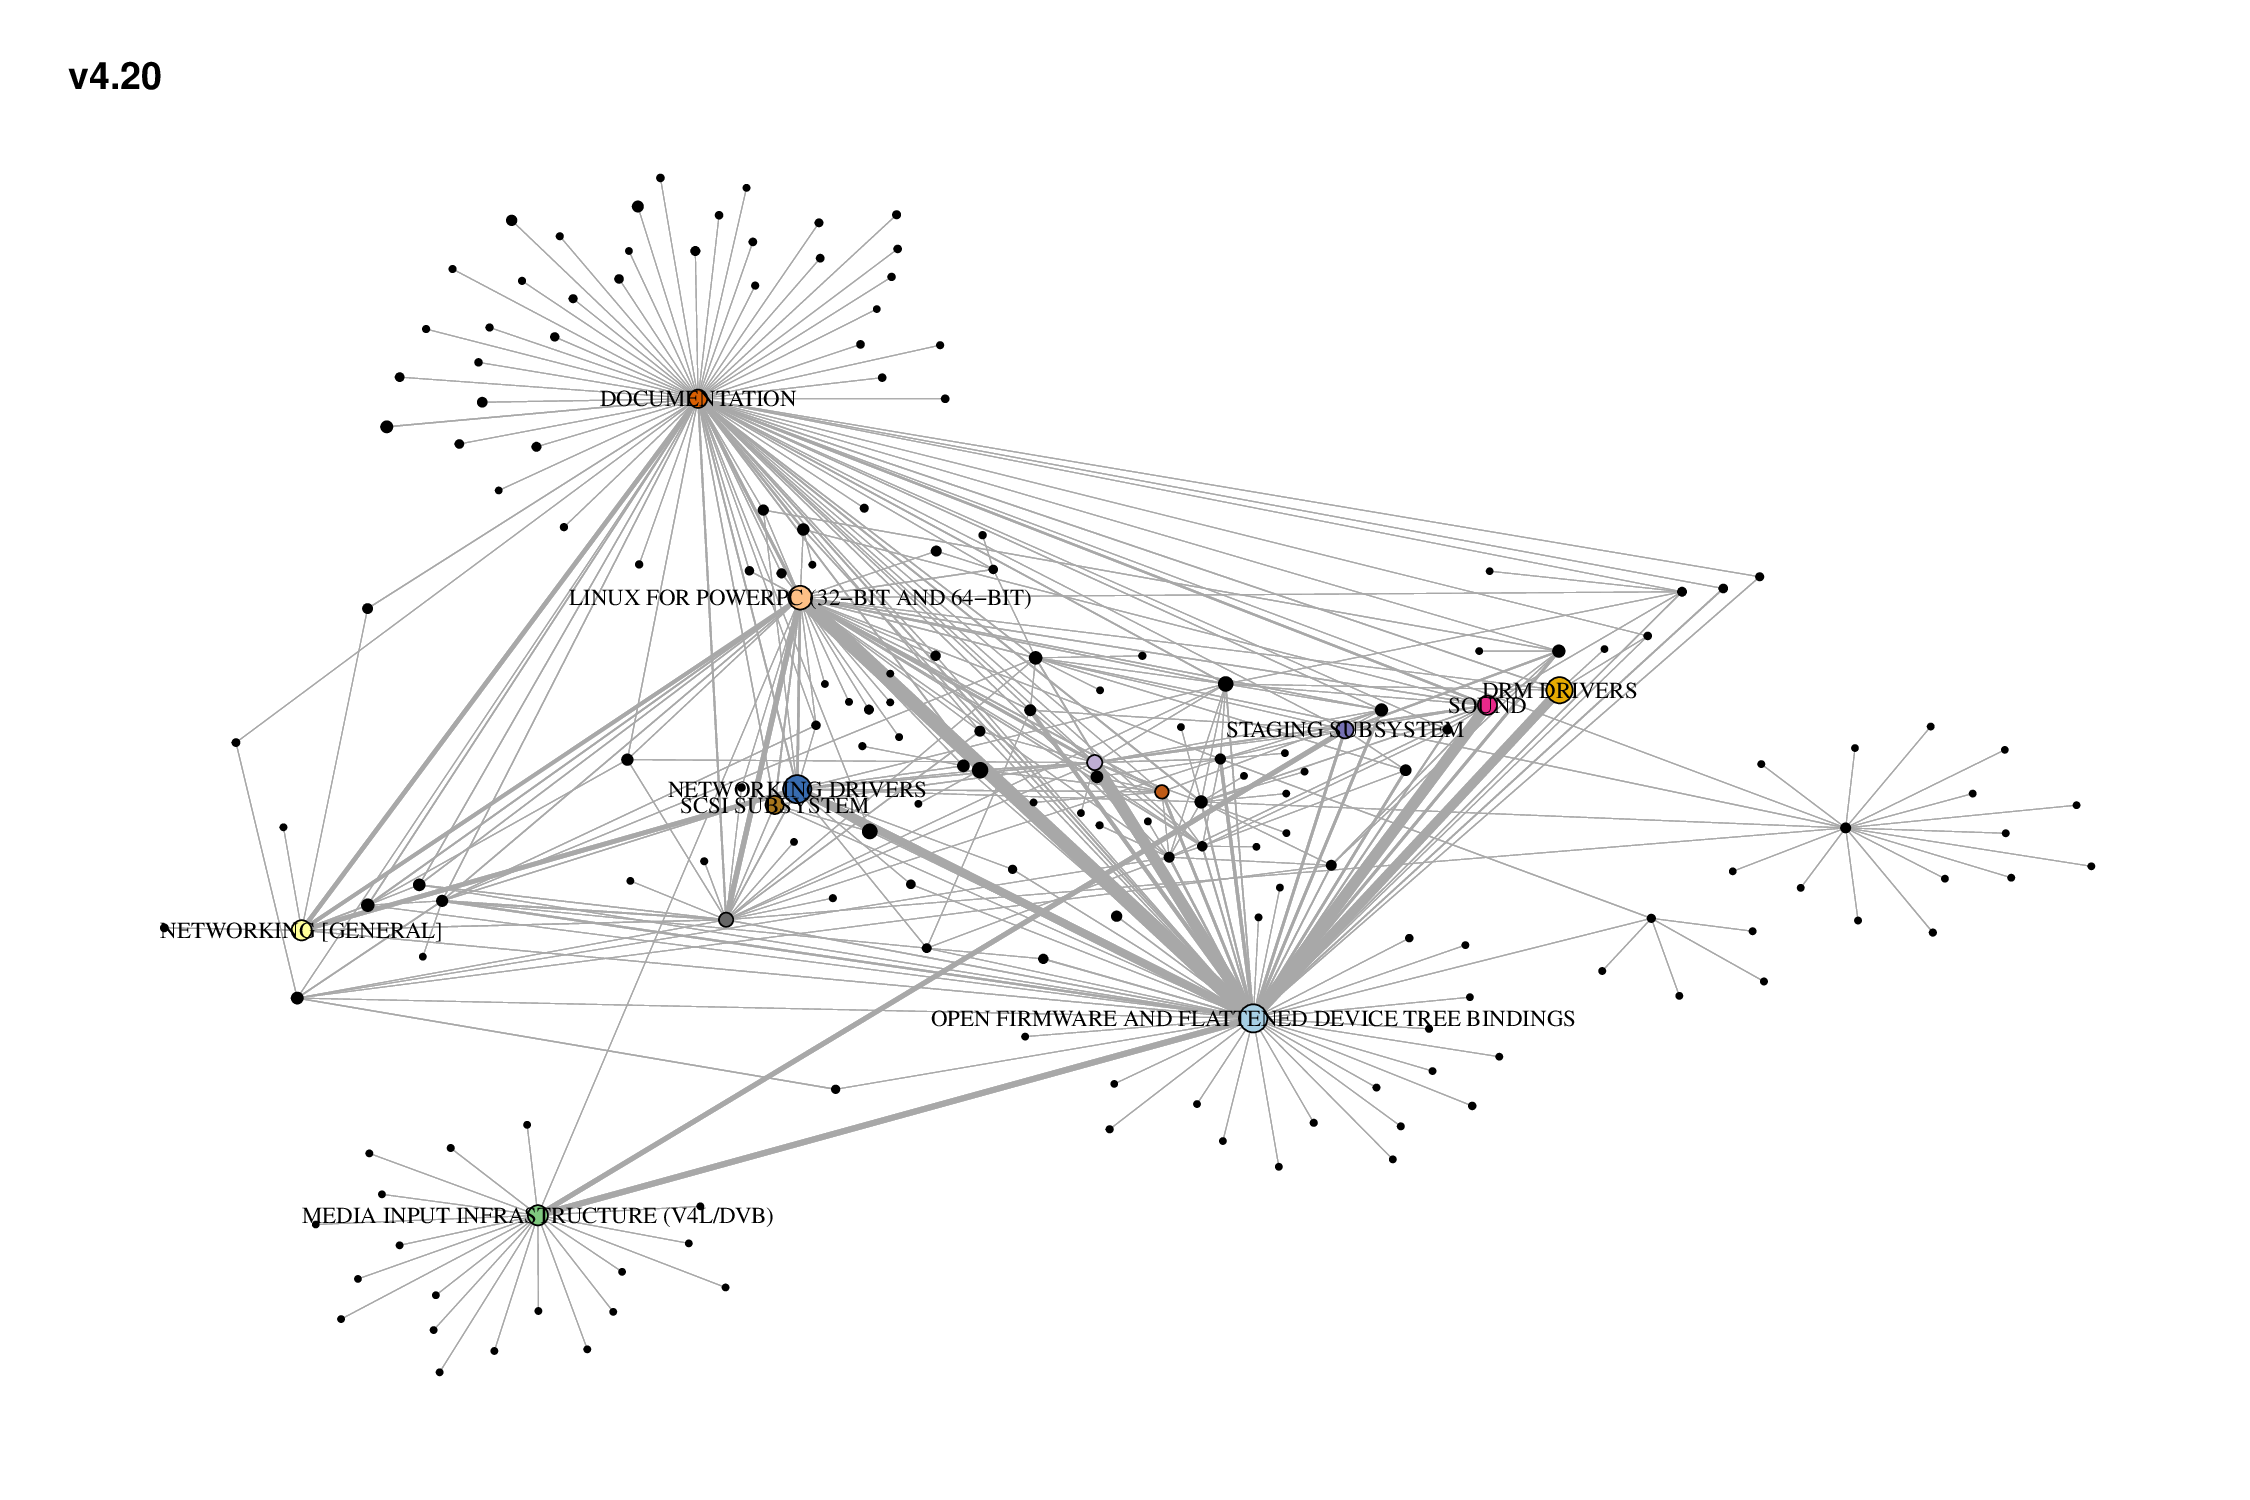 v4.20
DOCUMENTATION
LINUX FOR POWERPC (32−BIT AND 64−BIT)
DRM DRIVERS
SOUND
STAGING SUBSYSTEM
NETWORKING DRIVERS
SCSI SUBSYSTEM
NETWORKING [GENERAL]
OPEN FIRMWARE AND FLATTENED DEVICE TREE BINDINGS
MEDIA INPUT INFRASTRUCTURE (V4L/DVB)